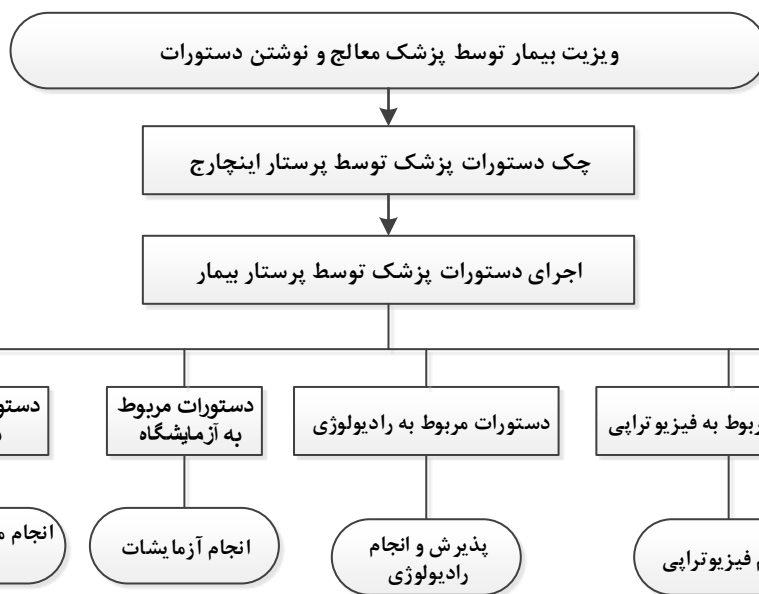 ویزیت بیمار توسط پزشک معالج و نوشتن دستورات
چک دستورات پزشک توسط پرستار اینچارج
اجرای دستورات پزشک توسط پرستار بیمار
به فیزیوتراپی
دستورات مربوط به رادیولوژی
دستورات مربوط
به آزمایشگاه
فیزیوتراپی
پذیرش و انجام
رادیولوژی
انجام آزمایشات
انجام